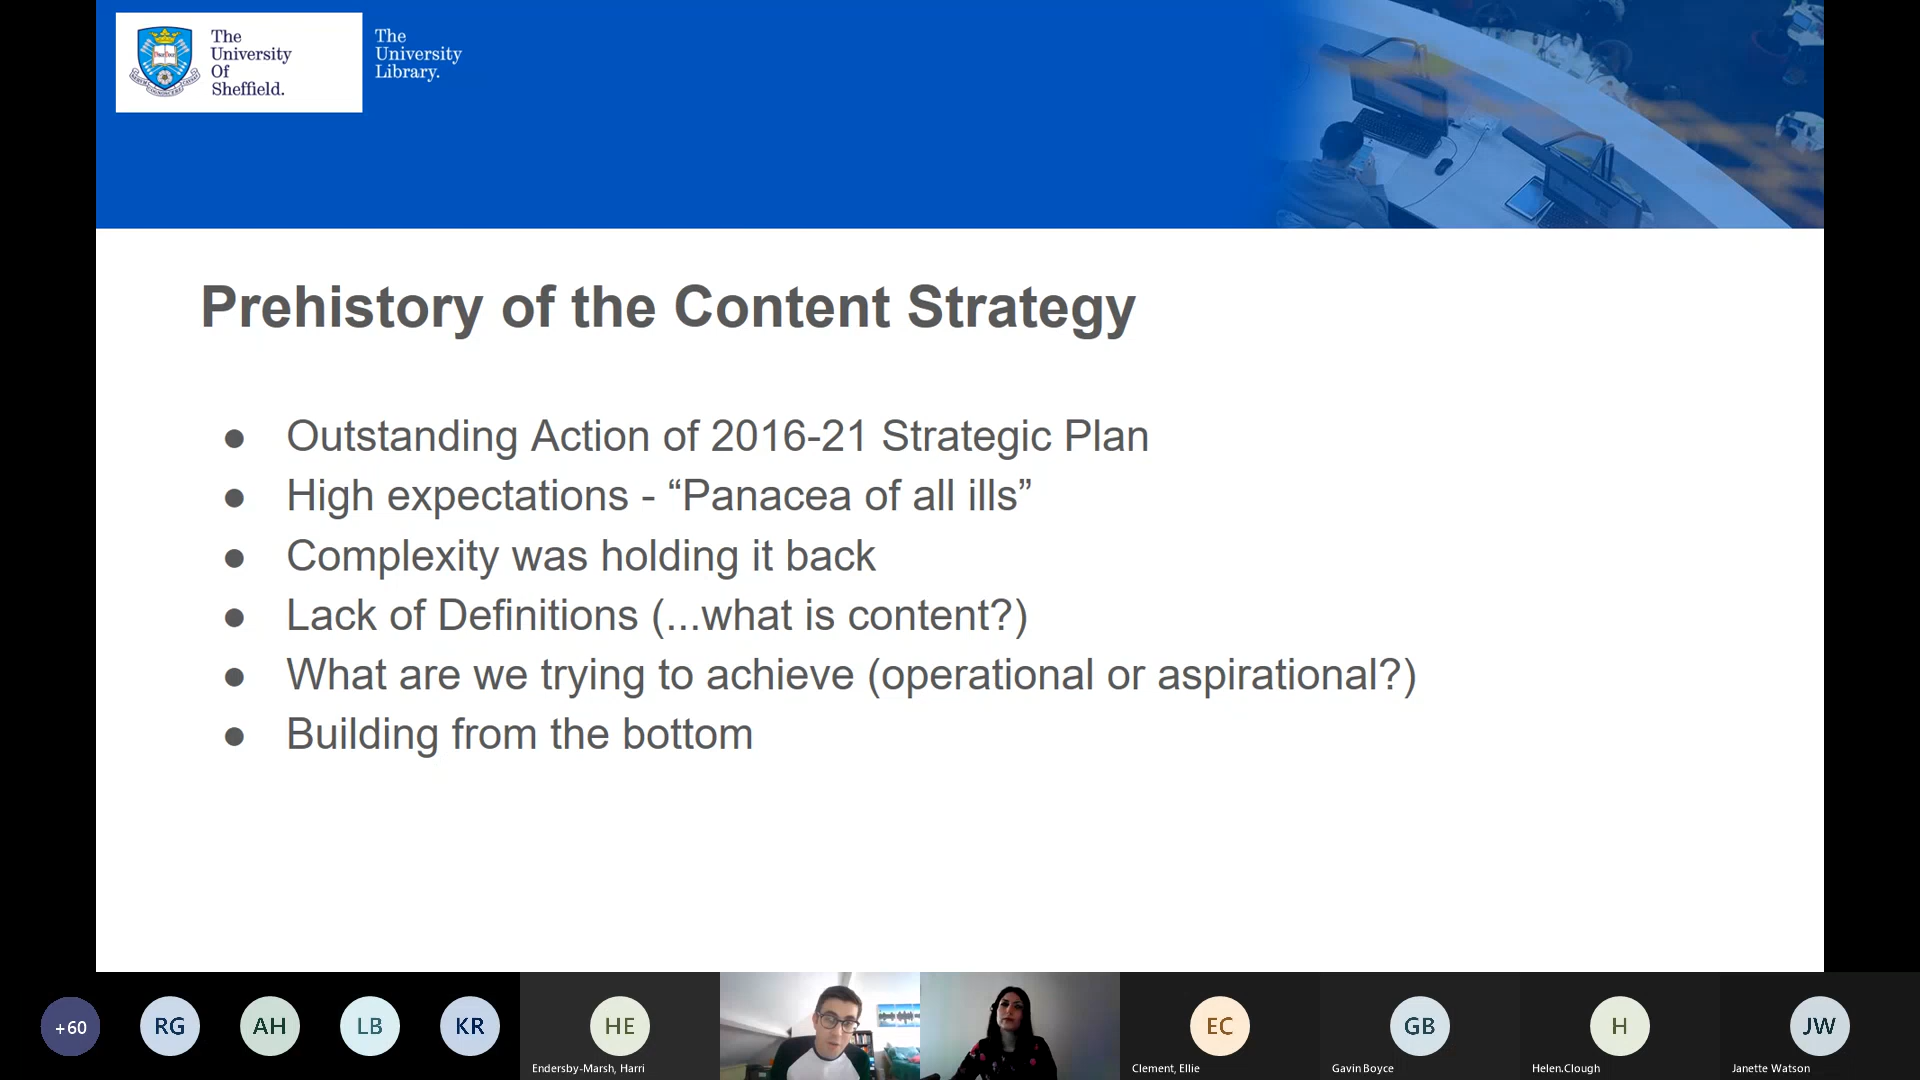 The
University
Of
Sheffield.
The
University
Library.
Prehistory of the Content Strategy
● Outstanding Action of 2016-21 Strategic Plan
● High expectations - “Panacea of all ills”
● Complexity was holding it back
● Lack of Definitions (...what is content?)
● What are we trying to achieve (operational or aspirational?)
● Building from the bottom
+60
RG
AH
LB
KR
HE
EC
GB
H
JW
Endersby-Marsh, Harri
Clement, Ellie
Gavin Boyce
Helen.Clough
Janette Watson